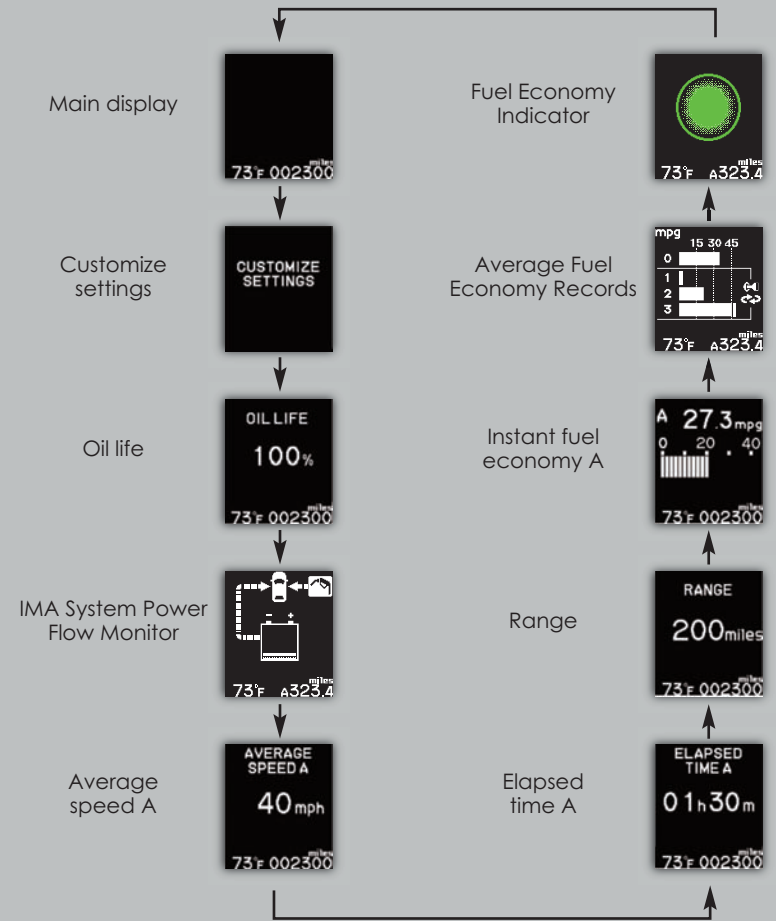 Main display
miles
73°F 002300
Customize
settings
CUSTOMIZE
SETTINGS
Oil life
OIL LIFE
100%
miles
73°F 002300
IMA System Power
Flow Monitor
- +
miles
73°F A323.4
Average
speed A
AVERAGE
SPEED A
40 mph
miles
73°F 002300
Fuel Economy
Indicator
miles
73°F A323.4
Average Fuel
Economy Records
mpg
15 30 45
0
1
2
3
miles
73°F A323.4
Instant fuel
economy A
A 27.3 mpg
0 20 40
miles
73°F 002300
Range
RANGE
200 miles
miles
73°F 002300
Elapsed
time A
ELAPSED
TIME A
01h30m
miles
73°F 002300